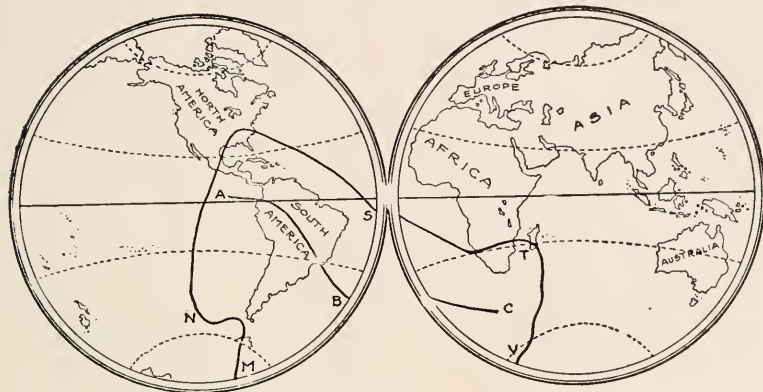 NORTH
AMERICA
A
S
SOUTH
AMERICA
B
N
M
EUROPE
ASIA
AFRICA
T
AUSTRALIA
C
V